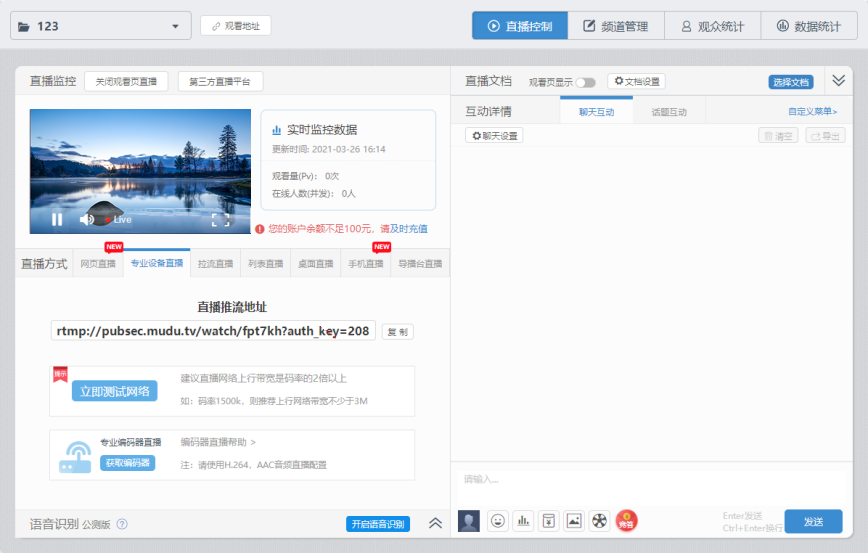 123
观看地址
直播控制
频道管理
观众统计
数据统计
直播监控
关闭观看页直播
第三方直播平台
Live
实时监控数据
更新时间: 2021-03-26 16:14
观看量(Pv)： 0次
在线人数(并发)： 0人
您的账户余额不足100元，请及时充值
直播方式
网页直播
NEW
专业设备直播
拉流直播
列表直播
桌面直播
手机直播
NEW
导播台直播
直播推流地址
rtmp://pubsec.mudu.tv/watch/fpt7kh?auth_key=208
复 制
提示
立即测试网络
建议直播网络上行带宽是码率的2倍以上
如：码率1500k，则推荐上行网络带宽不少于3M
专业编码器直播
获取编码器
编码器直播帮助 >
注：请使用H.264、AAC音频直播配置
语音识别 公测版 ?
开启语音识别
直播文档
观看页显示
文档设置
选择文档
互动详情
聊天互动
话题互动
自定义菜单»
聊天设置
清空
导出
请输入...
竞答
Enter发送
Ctrl+Enter换行
发送